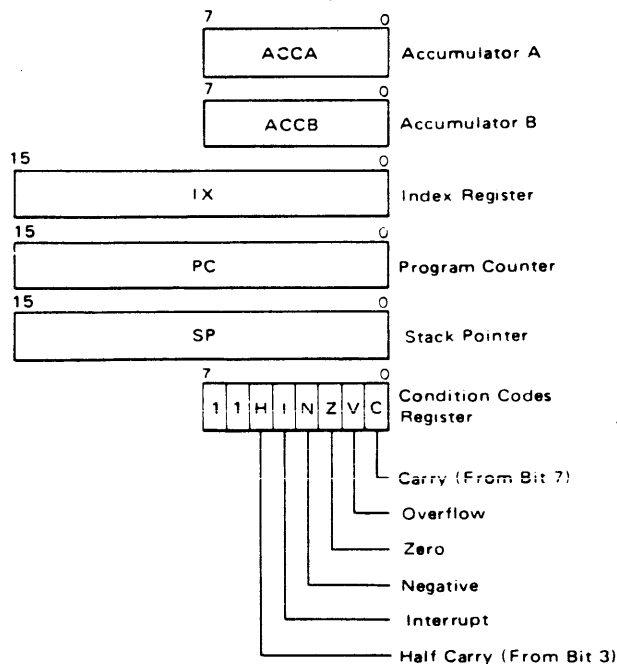 7 0
ACCA Accumulator A
7 0
ACCB Accumulator B
15 0
IX Index Register
15 0
PC Program Counter
15 0
SP Stack Pointer
7 0
1 1 H I N Z V C Condition Codes
Register
Carry (From Bit 7)
Overflow
Zero
Negative
Interrupt
Half Carry (From Bit 3)